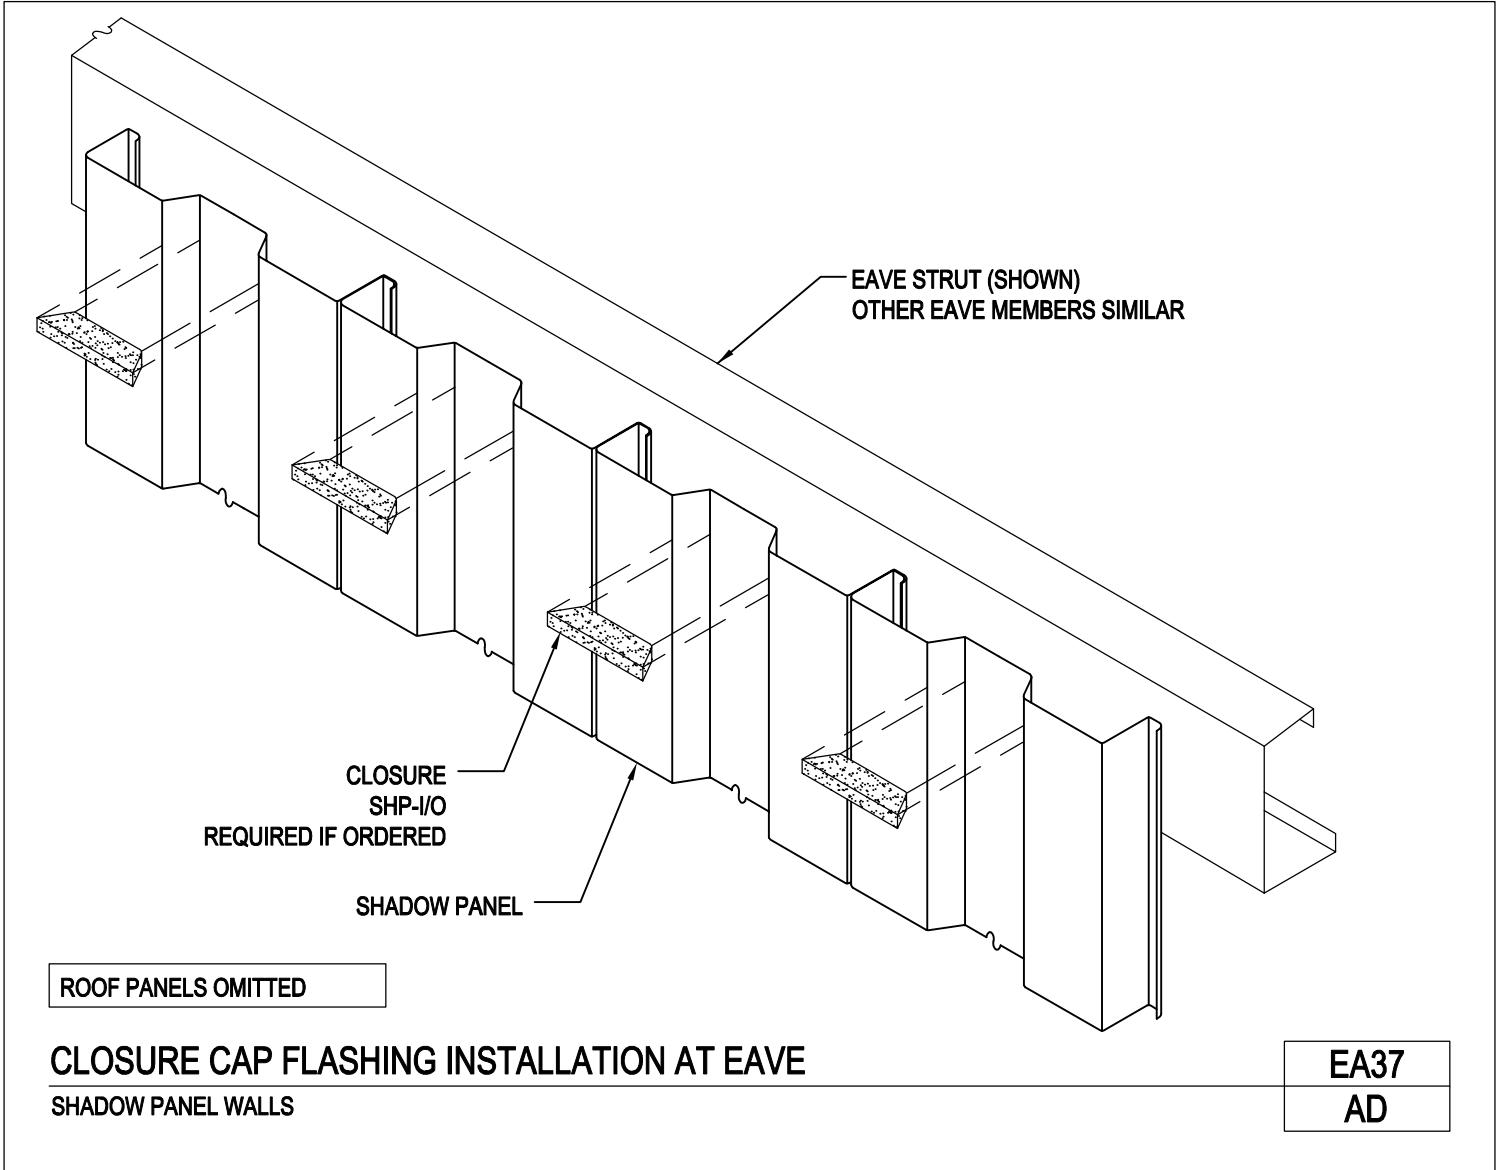 EAVE STRUT (SHOWN)
OTHER EAVE MEMBERS SIMILAR
CLOSURE
SHP-I/O
REQUIRED IF ORDERED
SHADOW PANEL
ROOF PANELS OMITTED
CLOSURE CAP FLASHING INSTALLATION AT EAVE
SHADOW PANEL WALLS
EA37
AD